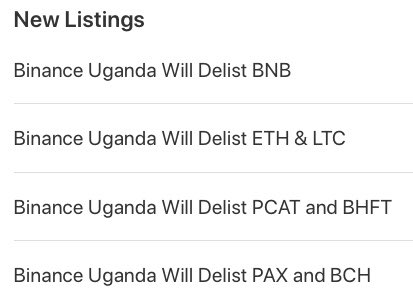 New Listings
Binance Uganda Will Delist BNB
Binance Uganda Will Delist ETH & LTC
Binance Uganda Will Delist PCAT and BHFT
Binance Uganda Will Delist PAX and BCH